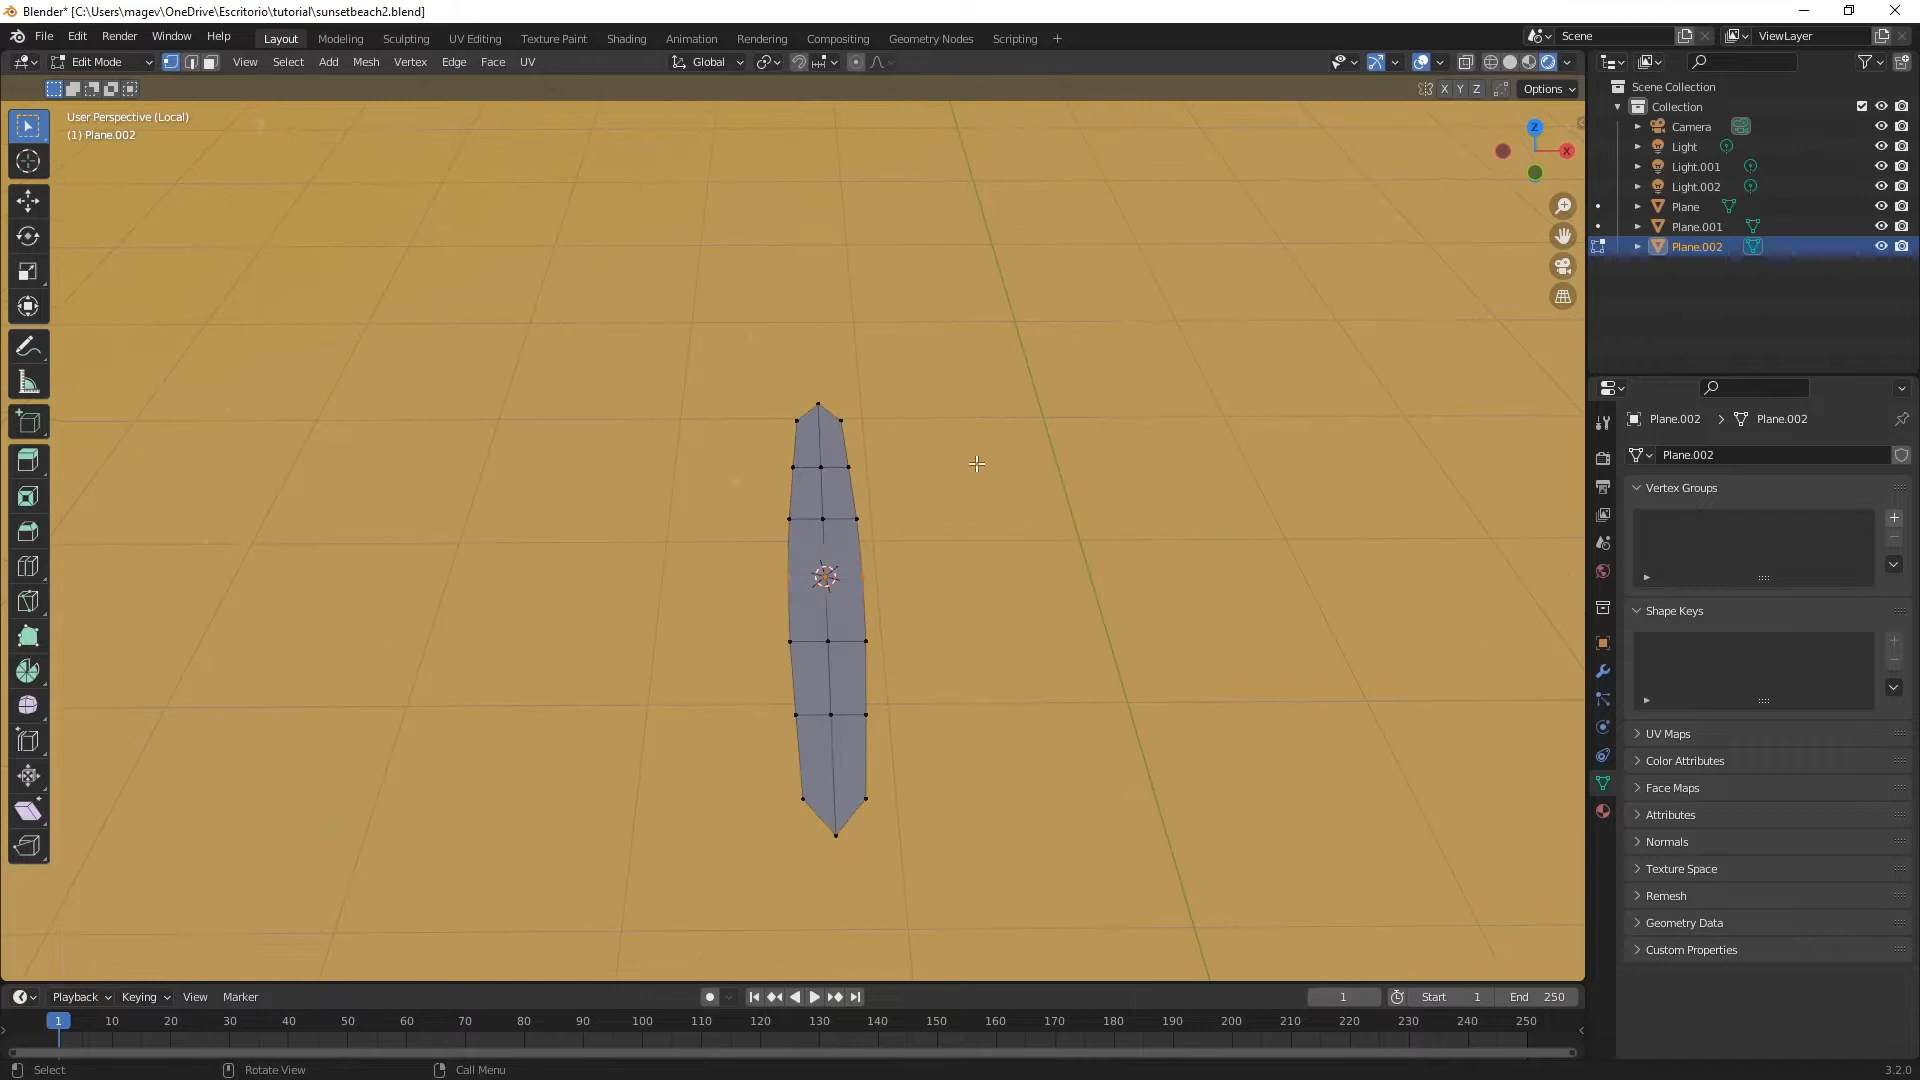 Blender* [C:\Users\magev\OneDrive\Escritorio\tutorial\sunsetbeach2.blend]
File Edit Render Window Help Layout Modeling Sculpting UV Editing Texture Paint Shading Animation Rendering Compositing Geometry Nodes Scripting + Scene ViewLayer
Edit Mode View Select Add Mesh Vertex Edge Face UV Global
X Y Z Options
User Perspective (Local)
(1) Plane.002
Z
X
Scene Collection
Collection
Camera
Light
Light.001
Light.002
Plane
Plane.001
Plane.002
Plane.002 > Plane.002
Plane.002
Vertex Groups
Shape Keys
UV Maps
Color Attributes
Face Maps
Attributes
Normals
Texture Space
Remesh
Geometry Data
Custom Properties
Playback Keying View Marker 1 Start 1 End 250
1 10 20 30 40 50 60 70 80 90 100 110 120 130 140 150 160 170 180 190 200 210 220 230 240 250
Select Rotate View Call Menu 3.2.0